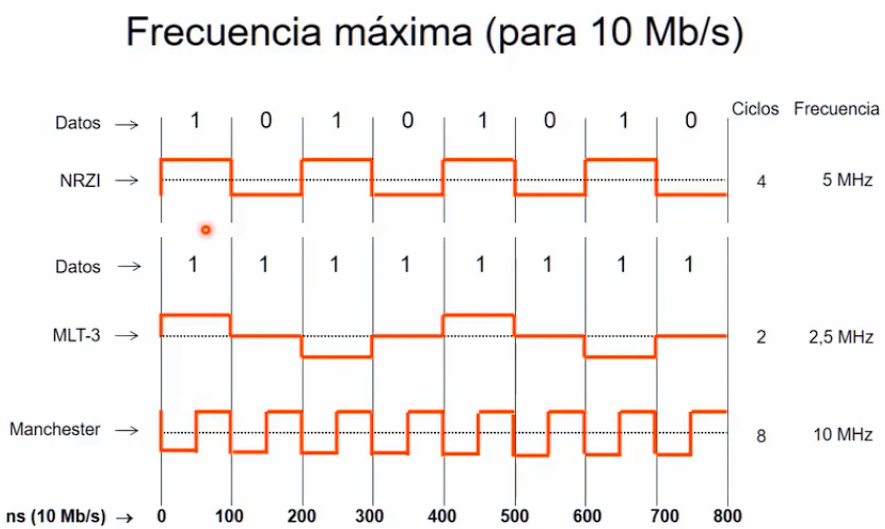 Frecuencia máxima (para 10 Mb/s)
Ciclos Frecuencia
Datos → 1 0 1 0 1 0 1 0
NRZI → 4 5 MHz
Datos → 1 1 1 1 1 1 1 1
MLT-3 → 2 2,5 MHz
Manchester → 8 10 MHz
ns (10 Mb/s) → 0 100 200 300 400 500 600 700 800